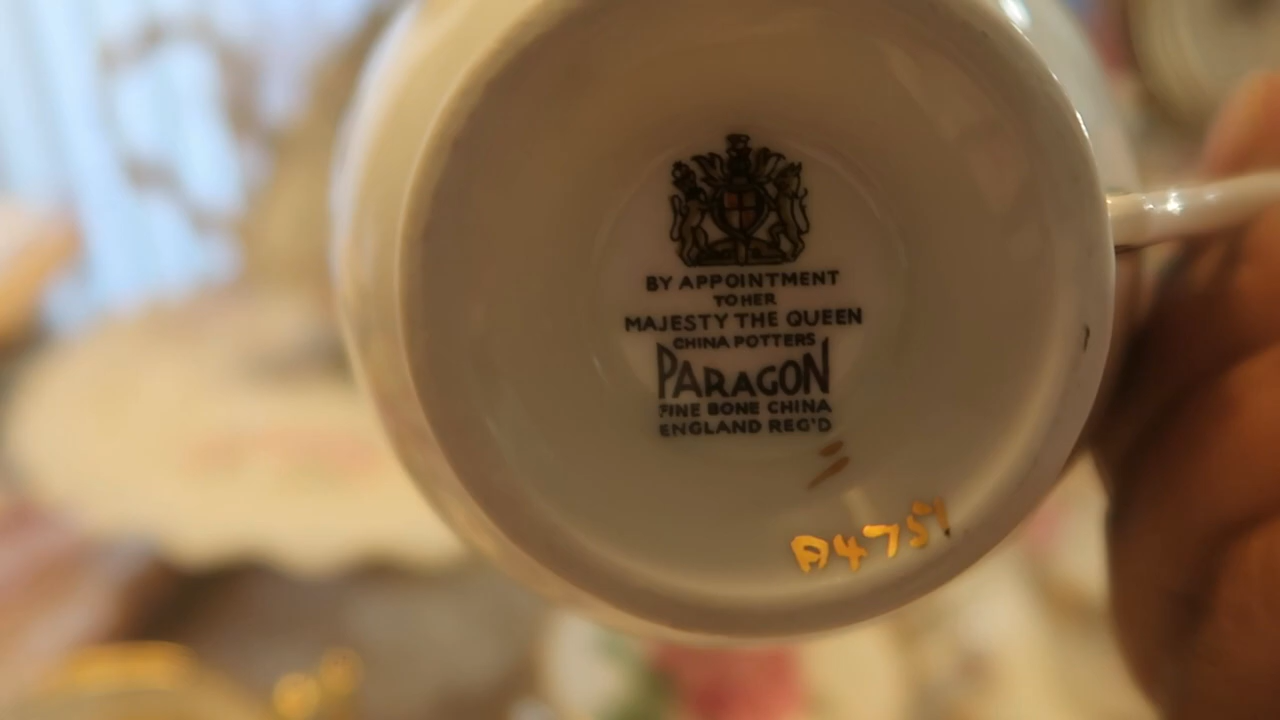 BY APPOINTMENT
TO HER
MAJESTY THE QUEEN
CHINA POTTERS
PARAGON
FINE BONE CHINA
ENGLAND REG'D
A4751